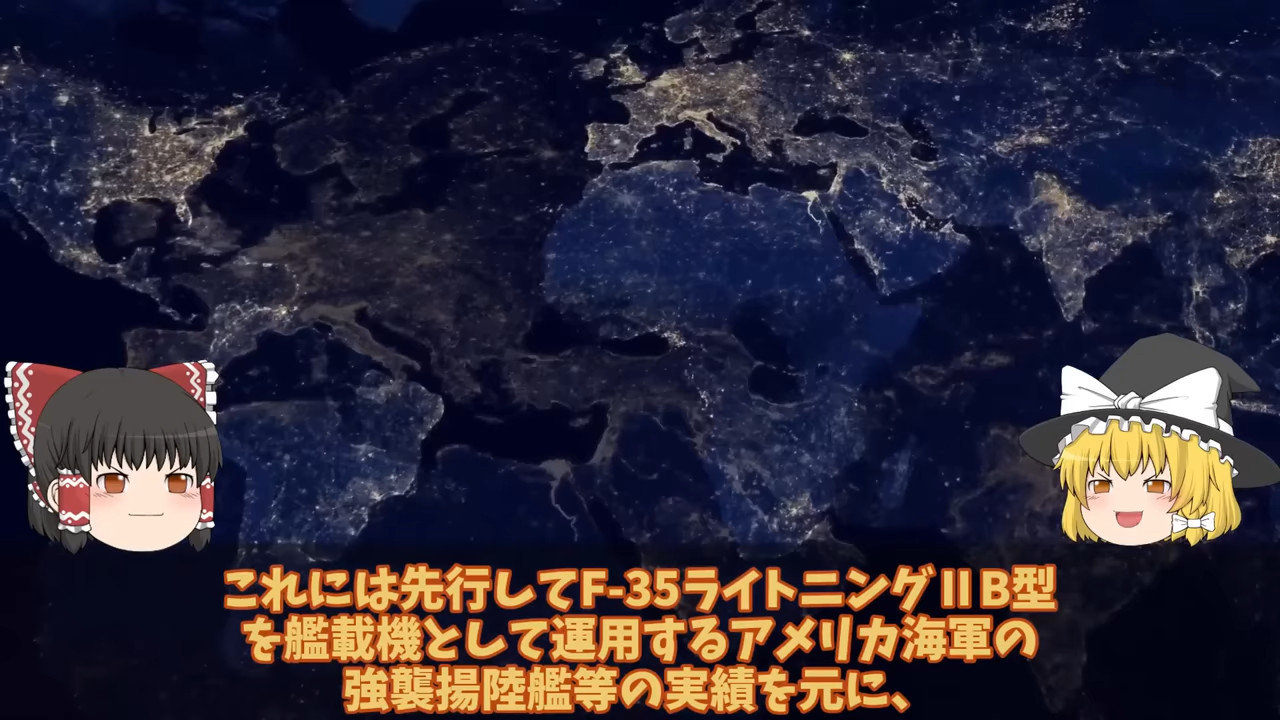 これには先行してF-35ライトニングⅡB型
を艦載機として運用するアメリカ海軍の
強襲揚陸艦等の実績を元に、